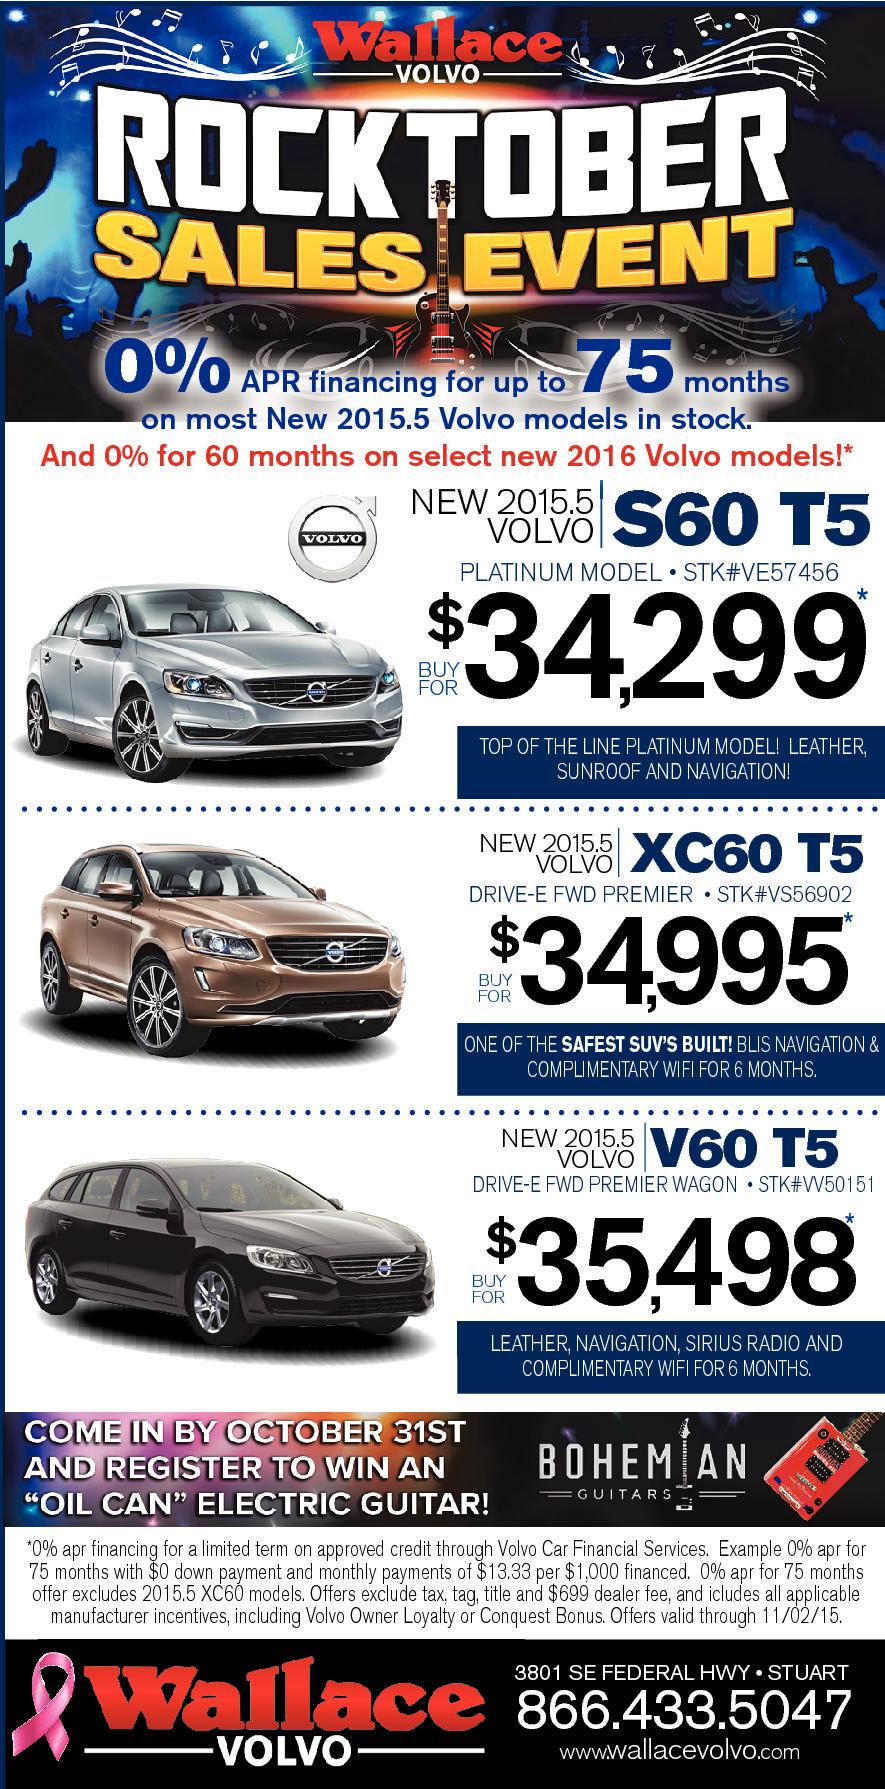 Wallace
VOLVO
ROCKTOBER
SALES EVENT
0% APR financing for up to 75 months
on most New 2015.5 Volvo models in stock.
And 0% for 60 months on select new 2016 Volvo models!*
VOLVO
NEW 2015.5
VOLVO
S60 T5
PLATINUM MODEL • STK#VE57456
BUY
FOR
$34,299*
TOP OF THE LINE PLATINUM MODEL! LEATHER,
SUNROOF AND NAVIGATION!
NEW 2015.5
VOLVO
XC60 T5
DRIVE-E FWD PREMIER • STK#VS56902
BUY
FOR
$34,995*
ONE OF THE SAFEST SUV'S BUILT! BLIS NAVIGATION &
COMPLIMENTARY WIFI FOR 6 MONTHS.
NEW 2015.5
VOLVO
V60 T5
DRIVE-E FWD PREMIER WAGON • STK#VV50151
BUY
FOR
$35,498*
LEATHER, NAVIGATION, SIRIUS RADIO AND
COMPLIMENTARY WIFI FOR 6 MONTHS.
COME IN BY OCTOBER 31ST
AND REGISTER TO WIN AN
“OIL CAN” ELECTRIC GUITAR!
BOHEMIAN
GUITARS
*0% apr financing for a limited term on approved credit through Volvo Car Financial Services. Example 0% apr for
75 months with $0 down payment and monthly payments of $13.33 per $1,000 financed. 0% apr for 75 months
offer excludes 2015.5 XC60 models. Offers exclude tax, tag, title and $699 dealer fee, and icludes all applicable
manufacturer incentives, including Volvo Owner Loyalty or Conquest Bonus. Offers valid through 11/02/15.
Wallace
VOLVO
3801 SE FEDERAL HWY • STUART
866.433.5047
www.wallacevolvo.com